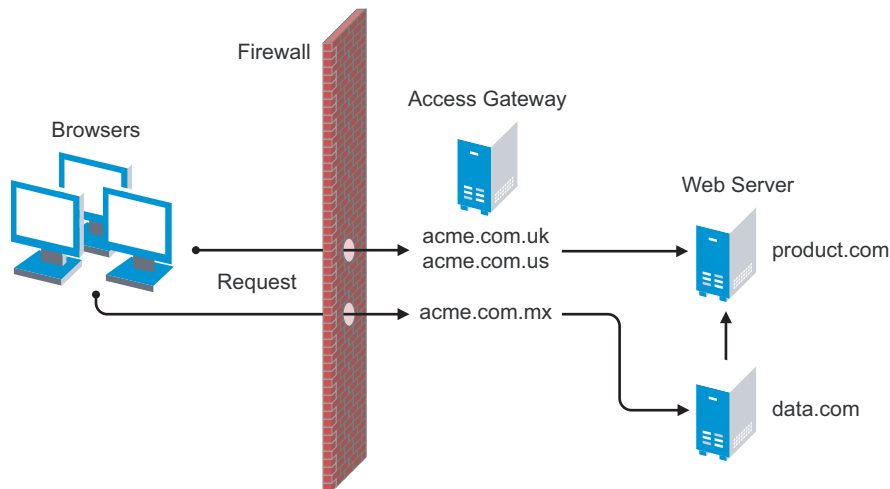 Firewall
Access Gateway
Browsers
Web Server
acme.com.uk
acme.com.us
product.com
Request
acme.com.mx
data.com